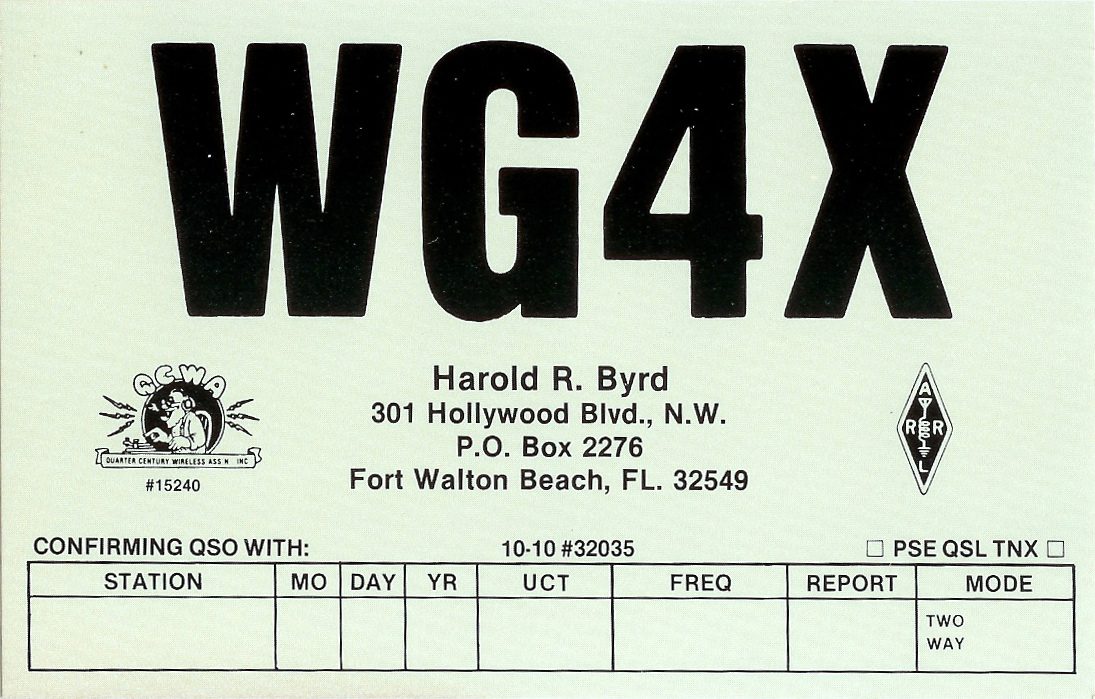 WG4X
QCWA
QUARTER CENTURY WIRELESS ASS N INC
#15240
Harold R. Byrd
301 Hollywood Blvd., N.W.
P.O. Box 2276
Fort Walton Beach, FL. 32549
A
R R
L
CONFIRMING QSO WITH:
10-10 #32035
□ PSE QSL TNX □
STATION MO DAY YR UCT FREQ REPORT MODE
TWO
WAY